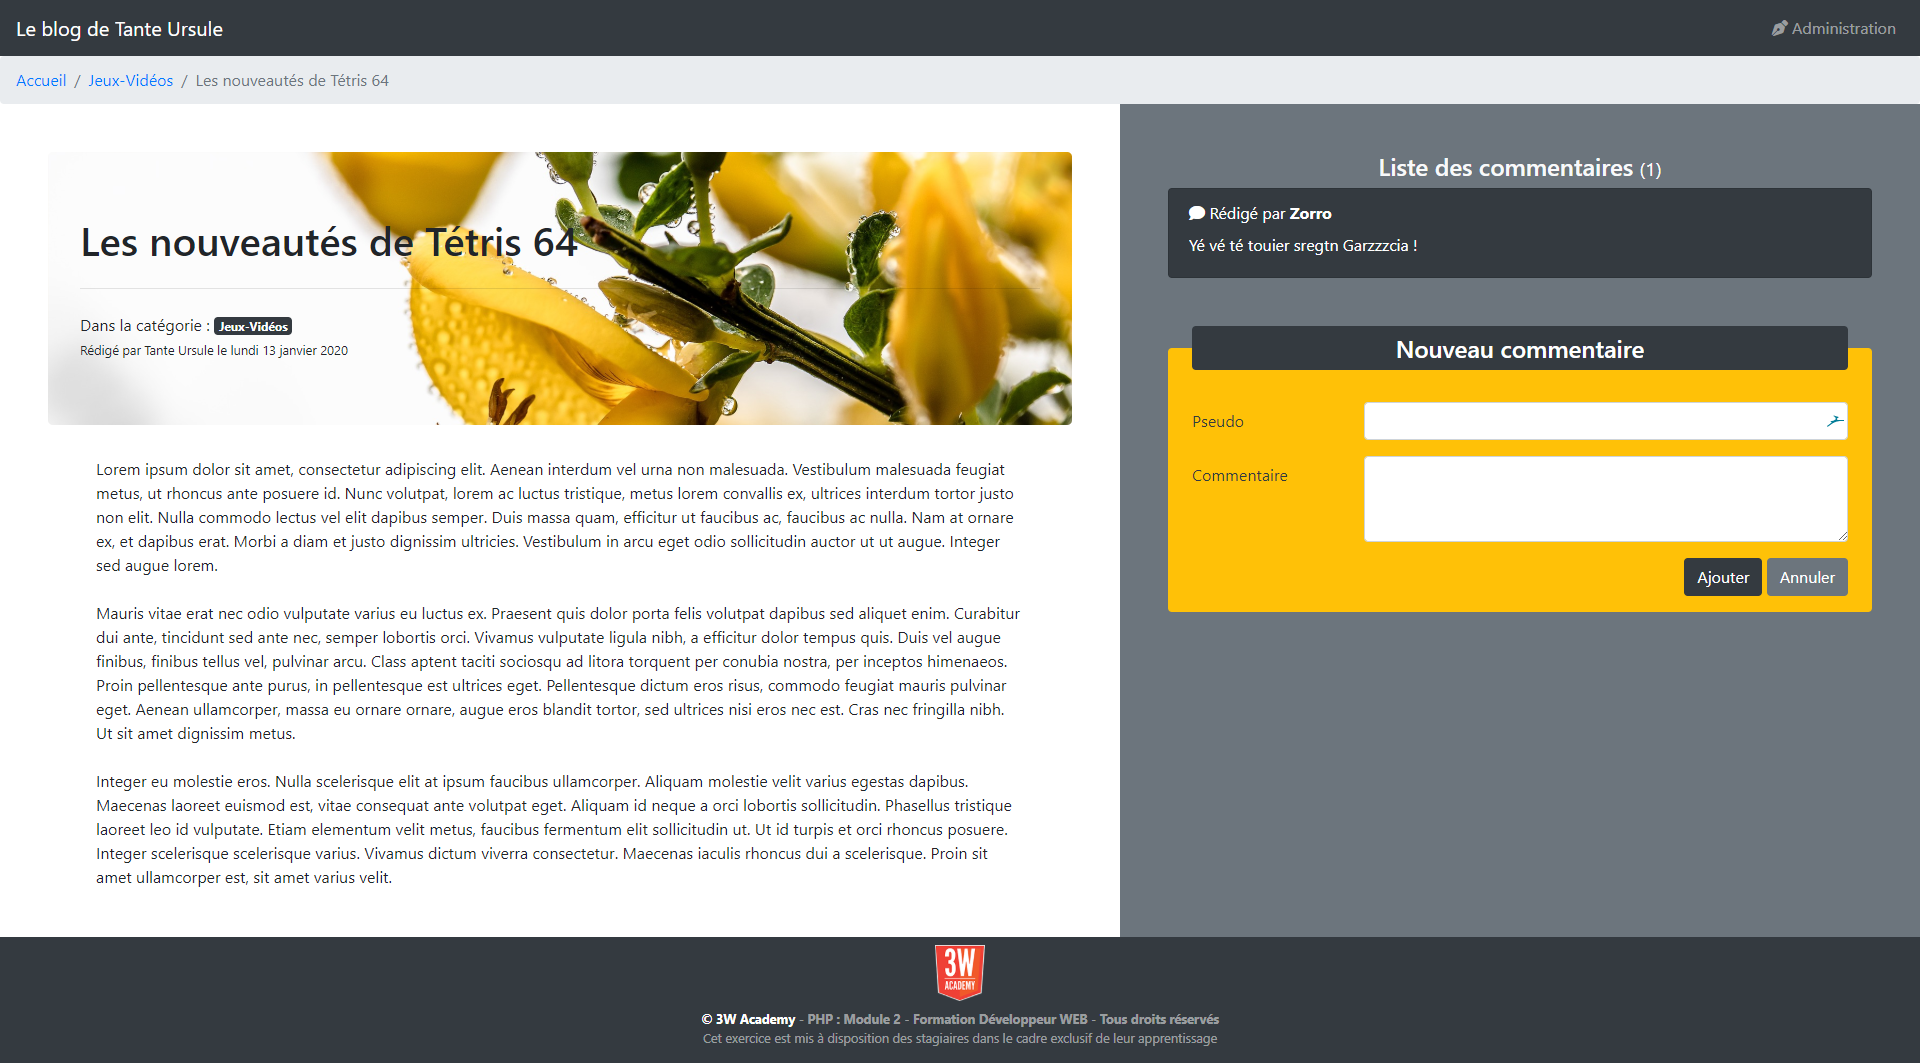 Le blog de Tante Ursule
Administration
Accueil / Jeux-Vidéos / Les nouveautés de Tétris 64
Les nouveautés de Tétris 64
Dans la catégorie : Jeux-Vidéos
Rédigé par Tante Ursule le lundi 13 janvier 2020
Lorem ipsum dolor sit amet, consectetur adipiscing elit. Aenean interdum vel urna non malesuada. Vestibulum malesuada feugiat
metus, ut rhoncus ante posuere id. Nunc volutpat, lorem ac luctus tristique, metus lorem convallis ex, ultrices interdum tortor justo
non elit. Nulla commodo lectus vel elit dapibus semper. Duis massa quam, efficitur ut faucibus ac, faucibus ac nulla. Nam at ornare
ex, et dapibus erat. Morbi a diam et justo dignissim ultricies. Vestibulum in arcu eget odio sollicitudin auctor ut ut augue. Integer
sed augue lorem.
Mauris vitae erat nec odio vulputate varius eu luctus ex. Praesent quis dolor porta felis volutpat dapibus sed aliquet enim. Curabitur
dui ante, tincidunt sed ante nec, semper lobortis orci. Vivamus vulputate ligula nibh, a efficitur dolor tempus quis. Duis vel augue
finibus, finibus tellus vel, pulvinar arcu. Class aptent taciti sociosqu ad litora torquent per conubia nostra, per inceptos himenaeos.
Proin pellentesque ante purus, in pellentesque est ultrices eget. Pellentesque dictum eros risus, commodo feugiat mauris pulvinar
eget. Aenean ullamcorper, massa eu ornare ornare, augue eros blandit tortor, sed ultrices nisi eros nec est. Cras nec fringilla nibh.
Ut sit amet dignissim metus.
Integer eu molestie eros. Nulla scelerisque elit at ipsum faucibus ullamcorper. Aliquam molestie velit varius egestas dapibus.
Maecenas laoreet euismod est, vitae consequat ante volutpat eget. Aliquam id neque a orci lobortis sollicitudin. Phasellus tristique
laoreet leo id vulputate. Etiam elementum velit metus, faucibus fermentum elit sollicitudin ut. Ut id turpis et orci rhoncus posuere.
Integer scelerisque scelerisque varius. Vivamus dictum viverra consectetur. Maecenas iaculis rhoncus dui a scelerisque. Proin sit
amet ullamcorper est, sit amet varius velit.
Liste des commentaires (1)
Rédigé par Zorro
Yé vé té touier sregtn Garzzzcia !
Nouveau commentaire
Pseudo
Commentaire
Ajouter
Annuler
3W
ACADEMY
© 3W Academy - PHP : Module 2 - Formation Développeur WEB - Tous droits réservés
Cet exercice est mis à disposition des stagiaires dans le cadre exclusif de leur apprentissage